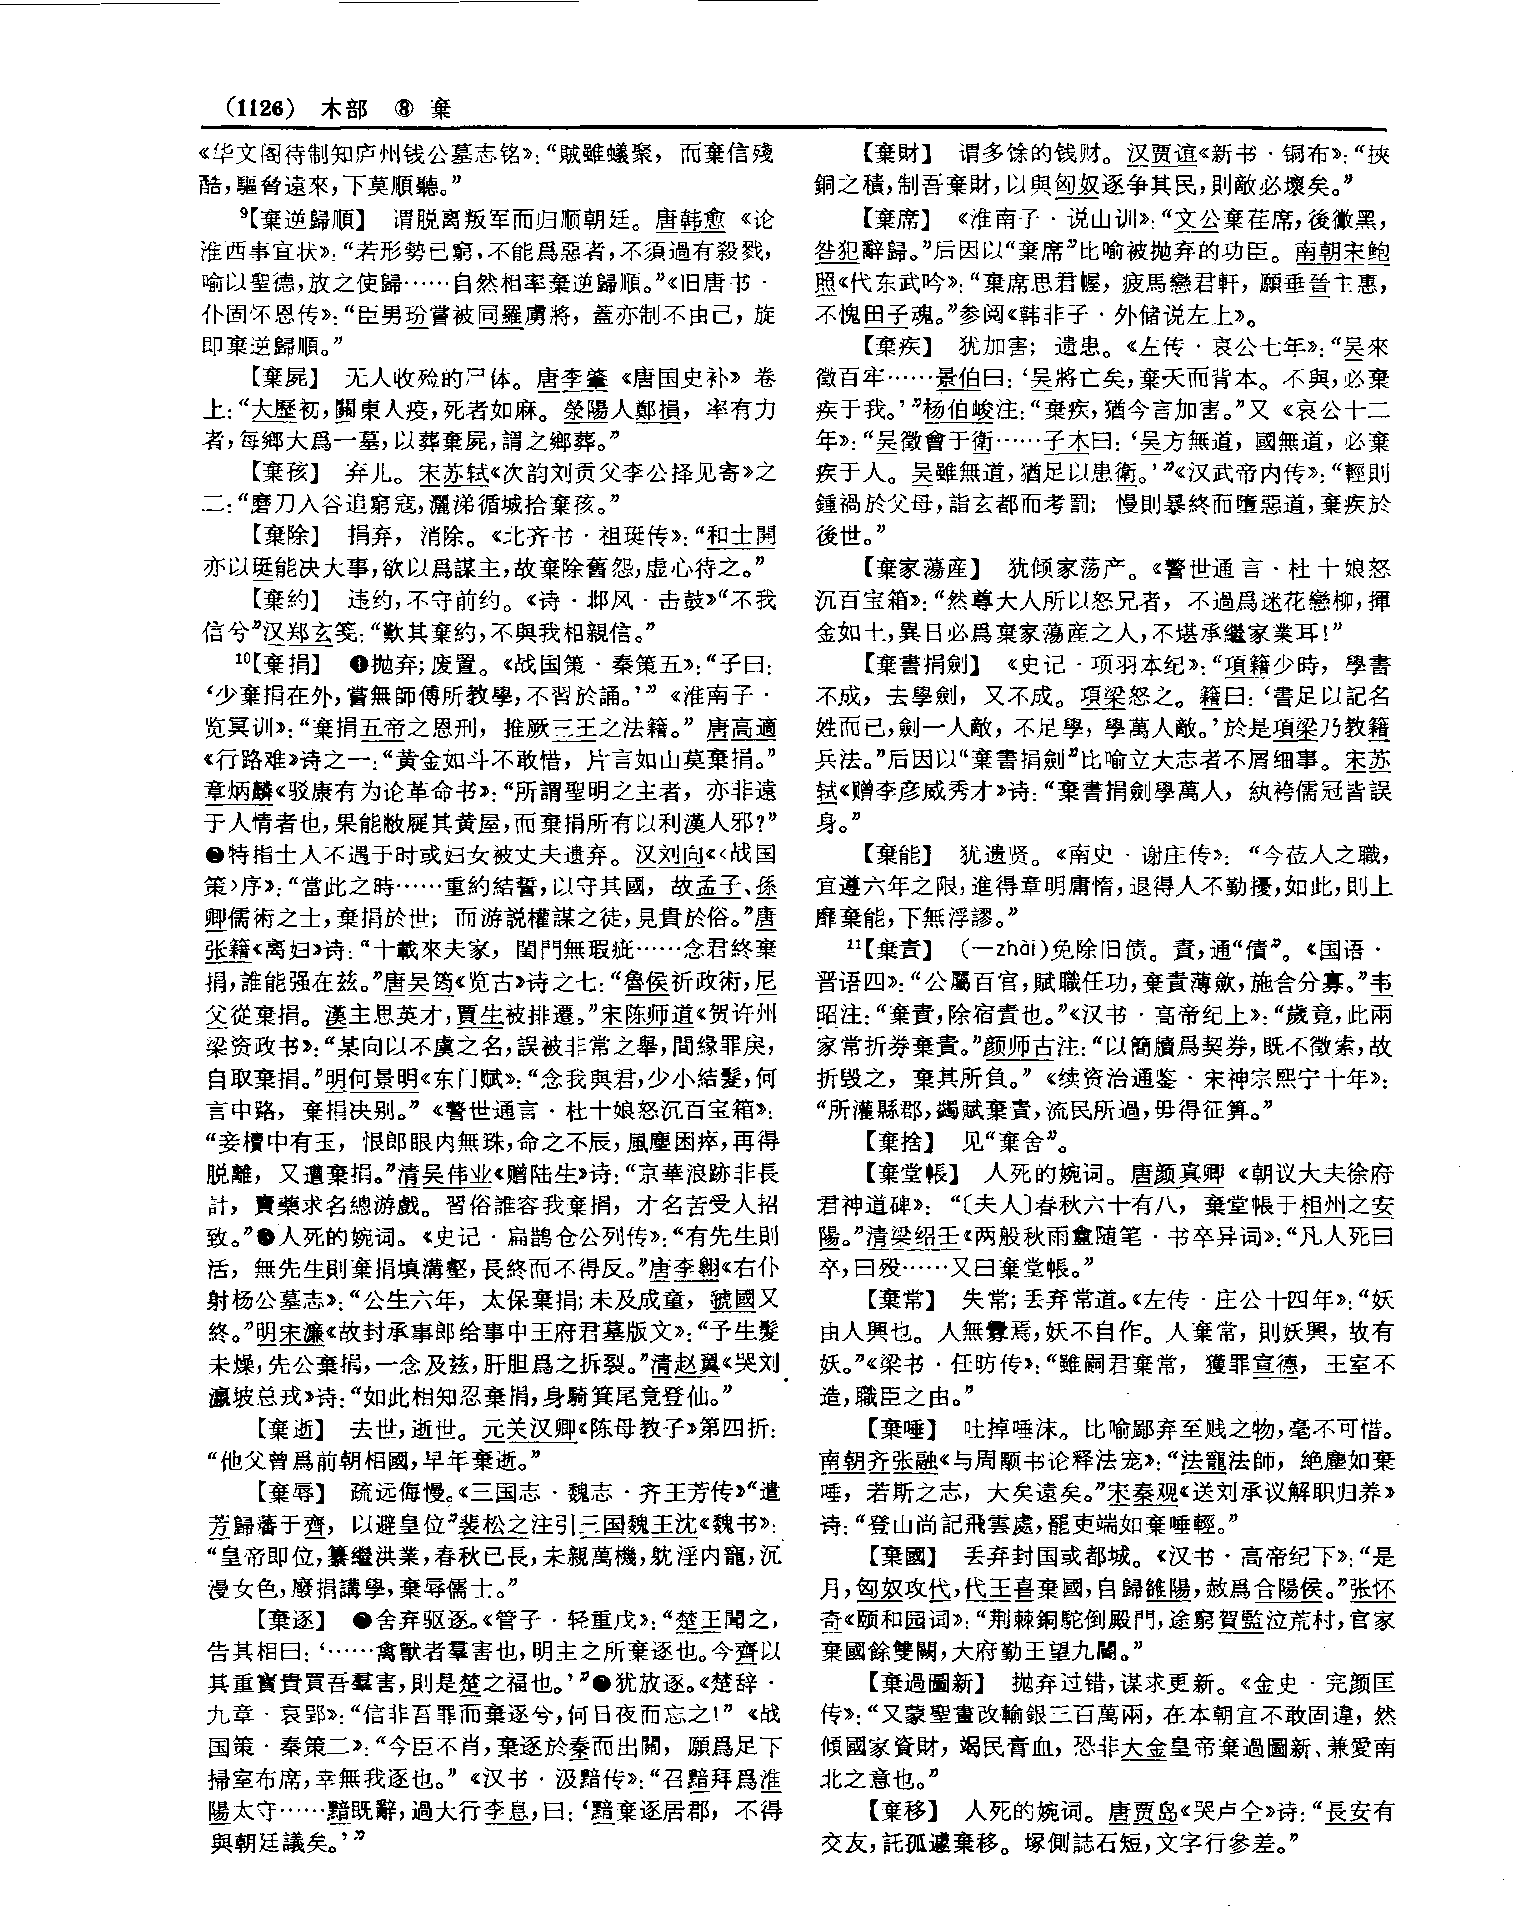 (1126) 木部 ⑧ 棄
《华文阁待制知庐州钱公墓志铭》：“賊雖蟻聚，而棄信殘
酷，驅脅遠來，下莫順聽。”
⁹【棄逆歸順】 谓脱离叛军而归顺朝廷。唐韩愈《论
淮西事宜状》：“若形勢已窮，不能爲惡者，不須過有殺戮，
喻以聖德，放之使歸……自然相率棄逆歸順。”《旧唐书·
仆固怀恩传》：“臣男玢嘗被同羅虜將，蓋亦制不由己，旋
即棄逆歸順。”
【棄屍】 无人收殓的尸体。唐李肇《唐国史补》卷
上：“大歷初，關東人疫，死者如麻。滎陽人鄭損，率有力
者，每鄉大爲一墓，以葬棄屍，謂之鄉葬。”
【棄孩】 弃儿。宋苏轼《次韵刘贡父李公择见寄》之
二：“磨刀入谷追窮寇，灑涕循城拾棄孩。”
【棄除】 捐弃，消除。《北齐书·祖珽传》：“和士開
亦以珽能决大事，欲以爲謀主，故棄除舊怨，虚心待之。”
【棄約】 违约，不守前约。《诗·邶风·击鼓》“不我
信兮”汉郑玄笺：“歎其棄約，不與我相親信。”
¹⁰【棄捐】 ❶抛弃；废置。《战国策·秦策五》：“子曰：
‘少棄捐在外，嘗無師傅所教學，不習於誦。’” 《淮南子·
览冥训》：“棄捐五帝之恩刑，推厥三王之法籍。” 唐高適
《行路难》诗之一：“黄金如斗不敢惜，片言如山莫棄捐。”
章炳麟《驳康有为论革命书》：“所謂聖明之主者，亦非遠
于人情者也，果能敝屣其黄屋，而棄捐所有以利漢人邪？”
❷特指士人不遇于时或妇女被丈夫遗弃。汉刘向《〈战国
策〉序》：“當此之時……重約結誓，以守其國，故孟子、孫
卿儒術之士，棄捐於世；而游説權謀之徒，見貴於俗。”唐
张籍《离妇》诗：“十載來夫家，閨門無瑕疵……念君終棄
捐，誰能强在兹。”唐吴筠《览古》诗之七：“魯侯祈政術，尼
父從棄捐。漢主思英才，賈生被排遷。”宋陈师道《贺许州
梁资政书》：“某向以不虞之名，誤被非常之舉，間緣罪戾，
自取棄捐。”明何景明《东门赋》：“念我與君，少小結髮，何
言中路，棄捐决别。” 《警世通言·杜十娘怒沉百宝箱》：
“妾櫝中有玉，恨郎眼内無珠，命之不辰，風塵困瘁，再得
脱離，又遭棄捐。”清吴伟业《赠陆生》诗：“京華浪跡非長
計，賣藥求名總游戲。習俗誰容我棄捐，才名苦受人招
致。”❸人死的婉词。《史记·扁鹊仓公列传》：“有先生則
活，無先生則棄捐填溝壑，長終而不得反。”唐李翱《右仆
射杨公墓志》：“公生六年，太保棄捐；未及成童，虢國又
終。”明宋濂《故封承事郎给事中王府君墓版文》：“予生髮
未燥，先公棄捐，一念及兹，肝胆爲之拆裂。”清赵翼《哭刘
瀛坡总戎》诗：“如此相知忍棄捐，身騎箕尾竟登仙。”
【棄逝】 去世，逝世。元关汉卿《陈母教子》第四折：
“他父曾爲前朝相國，早年棄逝。”
【棄辱】 疏远侮慢。《三国志·魏志·齐王芳传》“遣
芳歸藩于齊，以避皇位”裴松之注引三国魏王沈《魏书》：
“皇帝即位，纂繼洪業，春秋已長，未親萬機，躭淫内寵，沉
漫女色，廢捐講學，棄辱儒士。”
【棄逐】 ❶舍弃驱逐。《管子·轻重戊》：“楚王聞之，
告其相曰：‘……禽獸者羣害也，明主之所棄逐也。今齊以
其重寶貴買吾羣害，則是楚之福也。’”❷犹放逐。《楚辞·
九章·哀郢》：“信非吾罪而棄逐兮，何日夜而忘之！” 《战
国策·秦策二》：“今臣不肖，棄逐於秦而出關，願爲足下
掃室布席，幸無我逐也。” 《汉书·汲黯传》：“召黯拜爲淮
陽太守……黯既辭，過大行李息，曰：‘黯棄逐居郡，不得
與朝廷議矣。’”
【棄財】 谓多馀的钱财。汉贾谊《新书·铜布》：“挾
銅之積，制吾棄財，以與匈奴逐争其民，則敵必壞矣。”
【棄席】 《淮南子·说山训》：“文公棄荏席，後黴黑，
咎犯辭歸。”后因以“棄席”比喻被抛弃的功臣。南朝宋鲍
照《代东武吟》：“棄席思君幄，疲馬戀君軒，願垂晉主惠，
不愧田子魂。”参阅《韩非子·外储说左上》。
【棄疾】 犹加害；遗患。《左传·哀公七年》：“吴來
徵百牢……景伯曰：‘吴將亡矣，棄天而背本。不與，必棄
疾于我。’”杨伯峻注：“棄疾，猶今言加害。”又《哀公十二
年》：“吴徵會于衛……子木曰：‘吴方無道，國無道，必棄
疾于人。吴雖無道，猶足以患衛。’”《汉武帝内传》：“輕則
鍾禍於父母，詣玄都而考罰；慢則暴終而墮惡道，棄疾於
後世。”
【棄家蕩産】 犹倾家荡产。《警世通言·杜十娘怒
沉百宝箱》：“然尊大人所以怒兄者，不過爲迷花戀柳，揮
金如土，異日必爲棄家蕩産之人，不堪承繼家業耳！”
【棄書捐劍】 《史记·项羽本纪》：“項籍少時，學書
不成，去學劍，又不成。項梁怒之。籍曰：‘書足以記名
姓而已，劍一人敵，不足學，學萬人敵。’於是項梁乃教籍
兵法。”后因以“棄書捐劍”比喻立大志者不屑细事。宋苏
轼《赠李彦威秀才》诗：“棄書捐劍學萬人，紈袴儒冠皆誤
身。”
【棄能】 犹遗贤。《南史·谢庄传》：“今莅人之職，
宜遵六年之限，進得章明庸惰，退得人不勤擾，如此，則上
靡棄能，下無浮謬。”
¹¹【棄責】 （—zhài）免除旧债。責，通“債”。《国语·
晋语四》：“公屬百官，賦職任功，棄責薄斂，施舍分寡。”韦
昭注：“棄責，除宿責也。”《汉书·高帝纪上》：“歲竟，此兩
家常折券棄責。”颜师古注：“以簡牘爲契券，既不徵索，故
折毁之，棄其所負。” 《续资治通鉴·宋神宗熙宁十年》：
“所灌縣郡，蠲賦棄責，流民所過，毋得征算。”
【棄捨】 见“棄舍”。
【棄堂帳】 人死的婉词。唐颜真卿《朝议大夫徐府
君神道碑》：“〔夫人〕春秋六十有八，棄堂帳于相州之安
陽。”清梁绍壬《两般秋雨盦随笔·书卒异词》：“凡人死曰
卒，曰殁……又曰棄堂帳。”
【棄常】 失常；丢弃常道。《左传·庄公十四年》：“妖
由人興也。人無釁焉，妖不自作。人棄常，則妖興，故有
妖。”《梁书·任昉传》：“雖嗣君棄常，獲罪宣德，王室不
造，職臣之由。”
【棄唾】 吐掉唾沫。比喻鄙弃至贱之物，毫不可惜。
南朝齐张融《与周颙书论释法宠》：“法寵法師，絶塵如棄
唾，若斯之志，大矣遠矣。”宋秦观《送刘承议解职归养》
诗：“登山尚記飛雲處，罷吏端如棄唾輕。”
【棄國】 丢弃封国或都城。《汉书·高帝纪下》：“是
月，匈奴攻代，代王喜棄國，自歸雒陽，赦爲合陽侯。”张怀
奇《颐和园词》：“荆棘銅駝倒殿門，途窮賀監泣荒村，官家
棄國餘雙闕，大府勤王望九閽。”
【棄過圖新】 抛弃过错，谋求更新。《金史·完颜匡
传》：“又蒙聖畫改輸銀三百萬兩，在本朝宜不敢固違，然
傾國家資財，竭民膏血，恐非大金皇帝棄過圖新、兼愛南
北之意也。”
【棄移】 人死的婉词。唐贾岛《哭卢仝》诗：“長安有
交友，託孤遽棄移。塚側誌石短，文字行參差。”